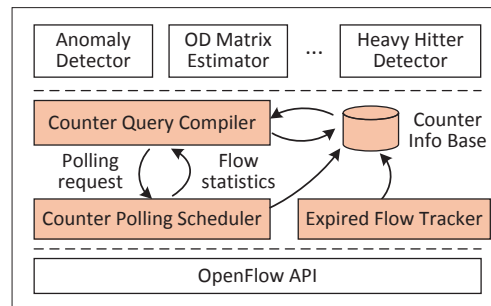 Anomaly
Detector
OD Matrix
Estimator
...
Heavy Hitter
Detector
Counter Query Compiler
Counter
Info Base
Polling
request
Flow
statistics
Counter Polling Scheduler
Expired Flow Tracker
OpenFlow API